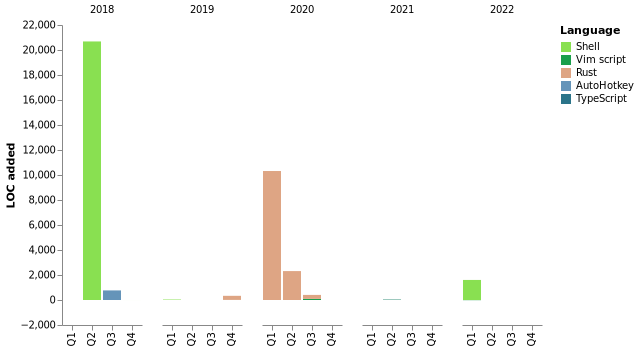 2018 2019 2020 2021 2022
Language
Shell
Vim script
Rust
AutoHotkey
TypeScript
LOC added
22,000
20,000
18,000
16,000
14,000
12,000
10,000
8,000
6,000
4,000
2,000
0
−2,000
Q1 Q2 Q3 Q4 Q1 Q2 Q3 Q4 Q1 Q2 Q3 Q4 Q1 Q2 Q3 Q4 Q1 Q2 Q3 Q4